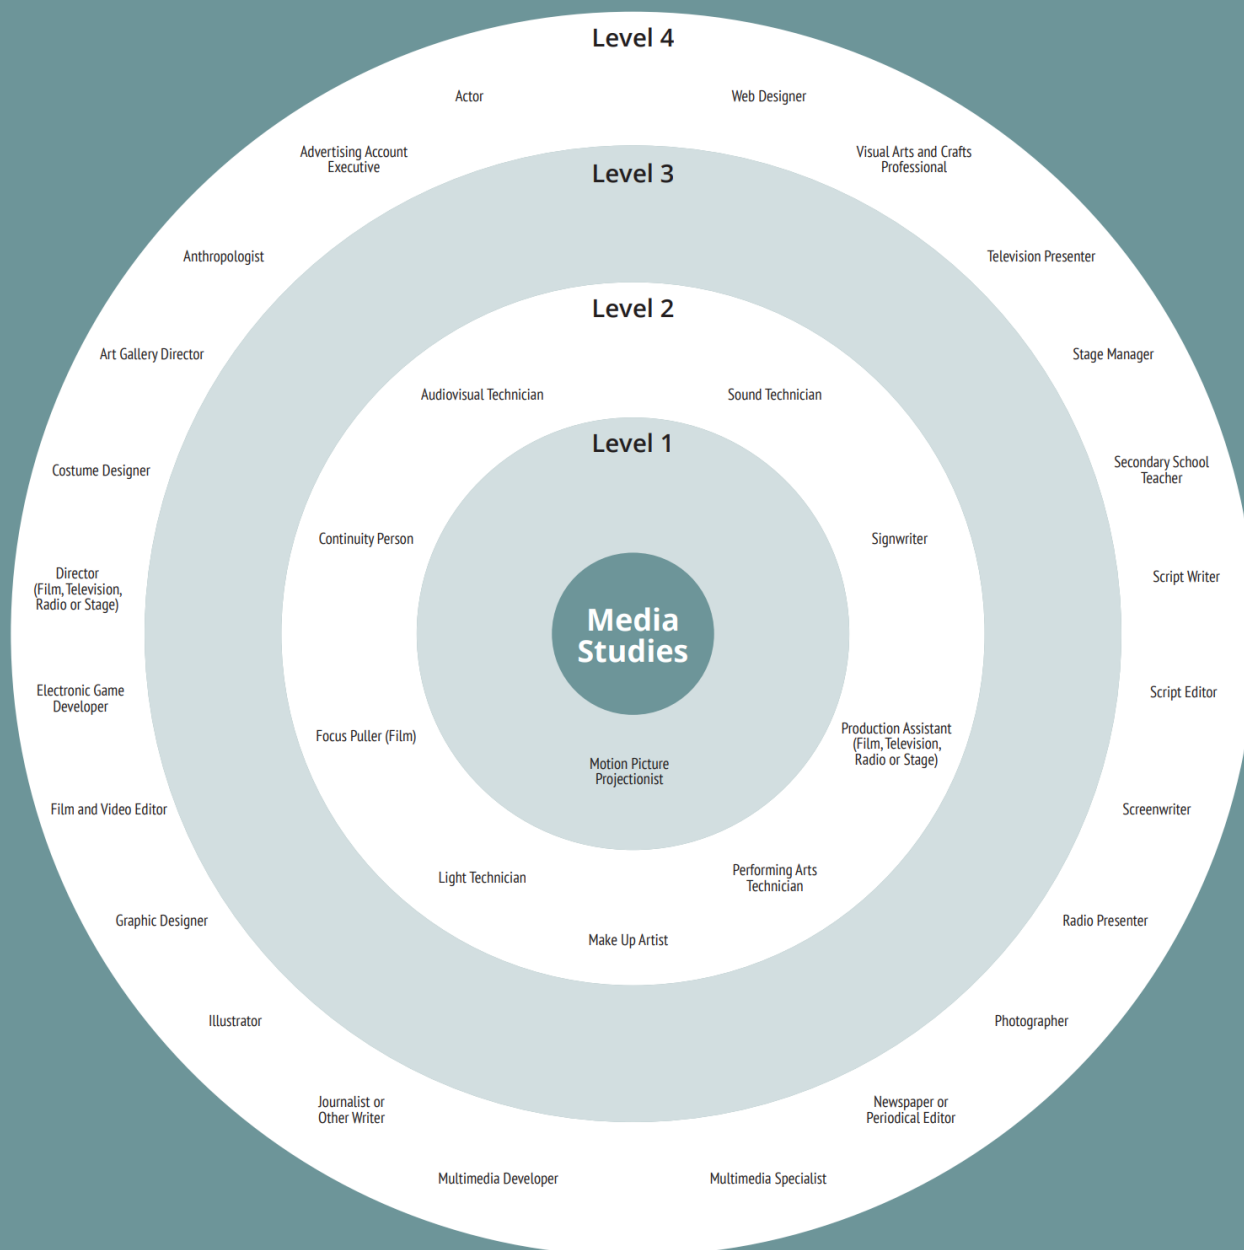 Level 4
Actor
Web Designer
Advertising Account
Executive
Visual Arts and Crafts
Professional
Level 3
Anthropologist
Television Presenter
Level 2
Art Gallery Director
Stage Manager
Audiovisual Technician
Sound Technician
Level 1
Costume Designer
Secondary School
Teacher
Continuity Person
Signwriter
Director
(Film, Television,
Radio or Stage)
Script Writer
Media
Studies
Electronic Game
Developer
Script Editor
Focus Puller (Film)
Production Assistant
(Film, Television,
Radio or Stage)
Motion Picture
Projectionist
Film and Video Editor
Screenwriter
Light Technician
Performing Arts
Technician
Graphic Designer
Radio Presenter
Make Up Artist
Illustrator
Photographer
Journalist or
Other Writer
Newspaper or
Periodical Editor
Multimedia Developer
Multimedia Specialist